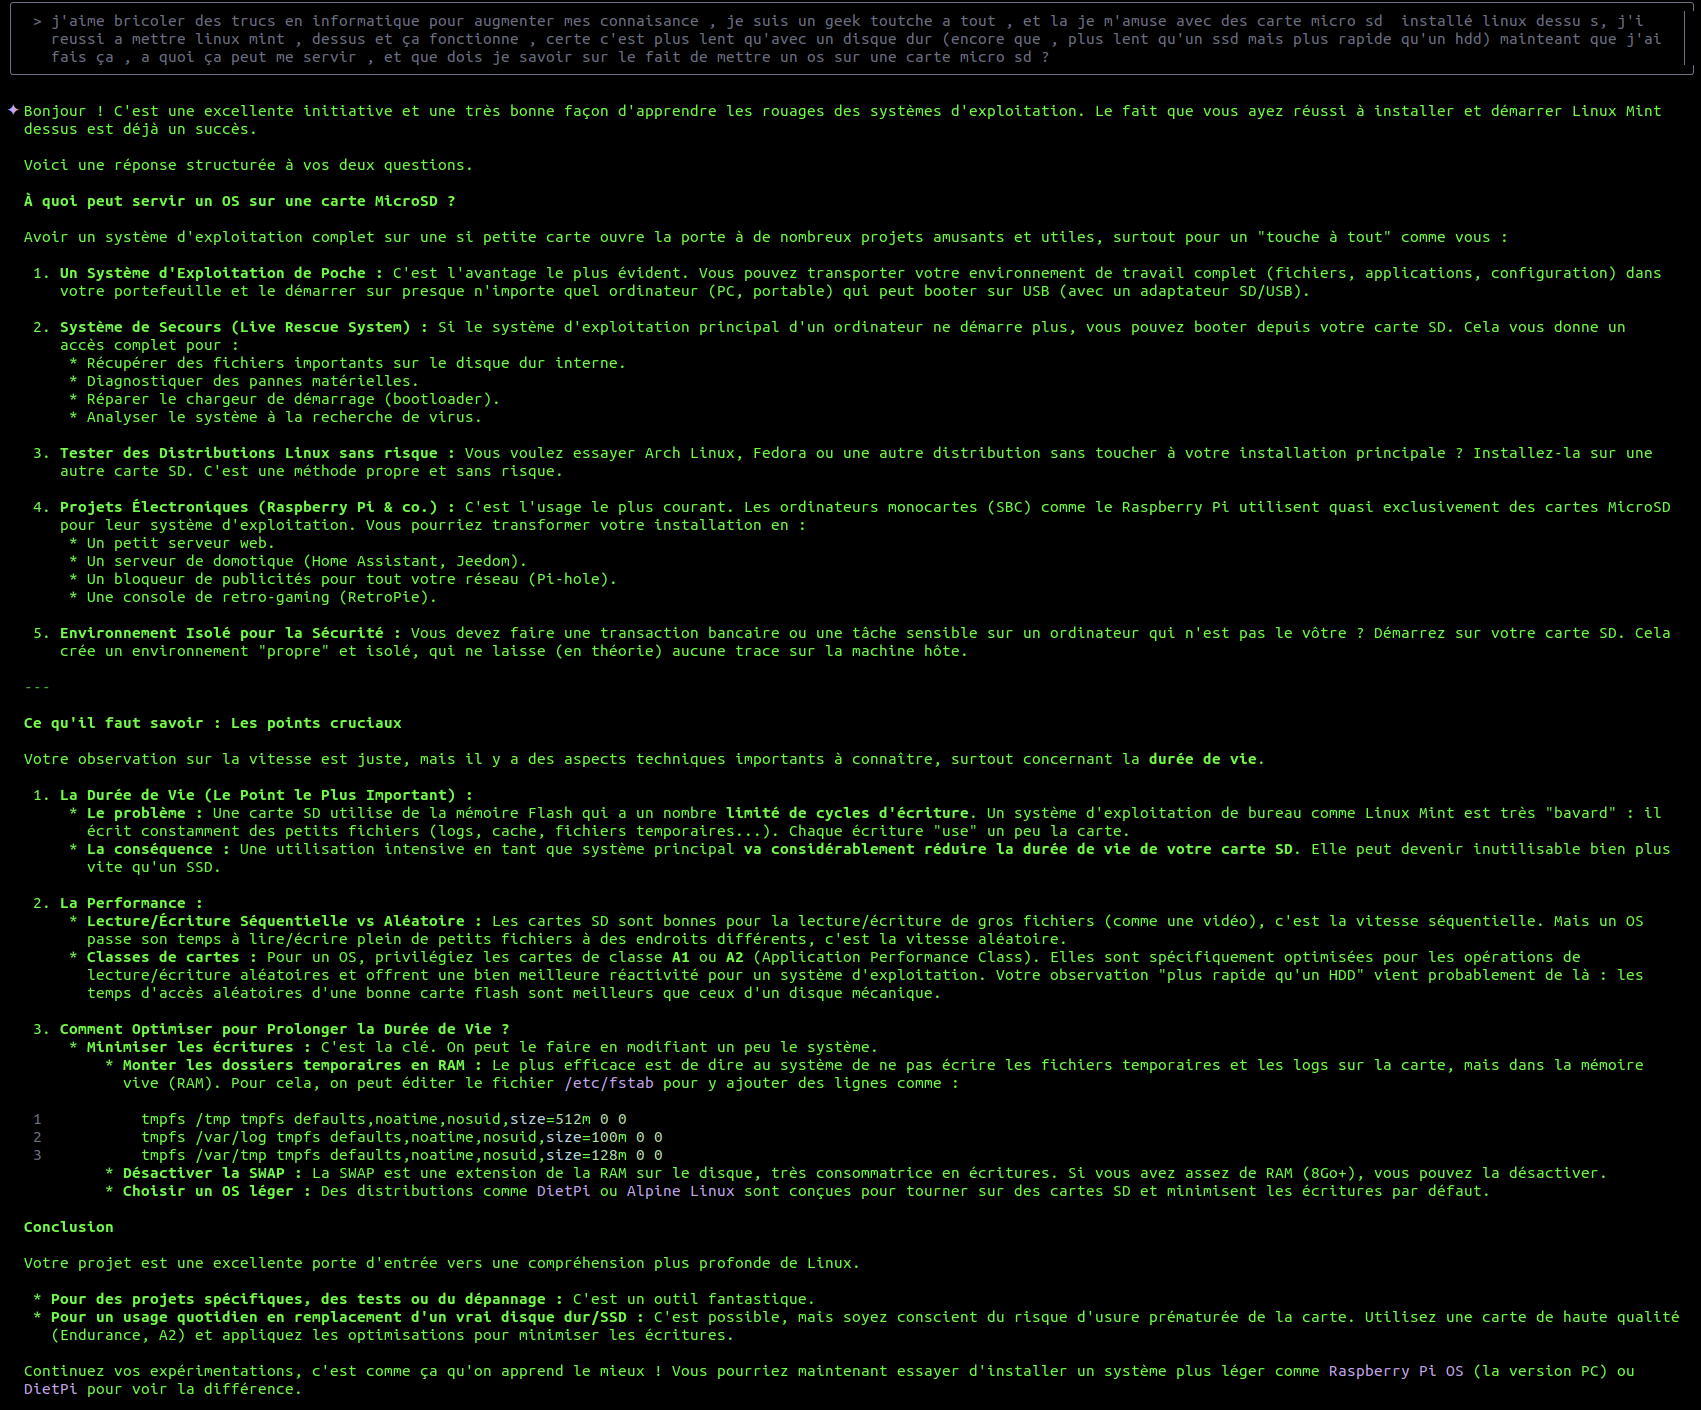 > j'aime bricoler des trucs en informatique pour augmenter mes connaisance , je suis un geek toutche a tout , et la je m'amuse avec des carte micro sd  installé linux dessu s, j'i
reussi a mettre linux mint , dessus et ça fonctionne , certe c'est plus lent qu'avec un disque dur (encore que , plus lent qu'un ssd mais plus rapide qu'un hdd) mainteant que j'ai
fais ça , a quoi ça peut me servir , et que dois je savoir sur le fait de mettre un os sur une carte micro sd ?
✦ Bonjour ! C'est une excellente initiative et une très bonne façon d'apprendre les rouages des systèmes d'exploitation. Le fait que vous ayez réussi à installer et démarrer Linux Mint
dessus est déjà un succès.
Voici une réponse structurée à vos deux questions.
À quoi peut servir un OS sur une carte MicroSD ?
Avoir un système d'exploitation complet sur une si petite carte ouvre la porte à de nombreux projets amusants et utiles, surtout pour un "touche à tout" comme vous :
1. Un Système d'Exploitation de Poche : C'est l'avantage le plus évident. Vous pouvez transporter votre environnement de travail complet (fichiers, applications, configuration) dans
votre portefeuille et le démarrer sur presque n'importe quel ordinateur (PC, portable) qui peut booter sur USB (avec un adaptateur SD/USB).
2. Système de Secours (Live Rescue System) : Si le système d'exploitation principal d'un ordinateur ne démarre plus, vous pouvez booter depuis votre carte SD. Cela vous donne un
accès complet pour :
* Récupérer des fichiers importants sur le disque dur interne.
* Diagnostiquer des pannes matérielles.
* Réparer le chargeur de démarrage (bootloader).
* Analyser le système à la recherche de virus.
3. Tester des Distributions Linux sans risque : Vous voulez essayer Arch Linux, Fedora ou une autre distribution sans toucher à votre installation principale ? Installez-la sur une
autre carte SD. C'est une méthode propre et sans risque.
4. Projets Électroniques (Raspberry Pi & co.) : C'est l'usage le plus courant. Les ordinateurs monocartes (SBC) comme le Raspberry Pi utilisent quasi exclusivement des cartes MicroSD
pour leur système d'exploitation. Vous pourriez transformer votre installation en :
* Un petit serveur web.
* Un serveur de domotique (Home Assistant, Jeedom).
* Un bloqueur de publicités pour tout votre réseau (Pi-hole).
* Une console de retro-gaming (RetroPie).
5. Environnement Isolé pour la Sécurité : Vous devez faire une transaction bancaire ou une tâche sensible sur un ordinateur qui n'est pas le vôtre ? Démarrez sur votre carte SD. Cela
crée un environnement "propre" et isolé, qui ne laisse (en théorie) aucune trace sur la machine hôte.
---
Ce qu'il faut savoir : Les points cruciaux
Votre observation sur la vitesse est juste, mais il y a des aspects techniques importants à connaître, surtout concernant la durée de vie.
1. La Durée de Vie (Le Point le Plus Important) :
* Le problème : Une carte SD utilise de la mémoire Flash qui a un nombre limité de cycles d'écriture. Un système d'exploitation de bureau comme Linux Mint est très "bavard" : il
écrit constamment des petits fichiers (logs, cache, fichiers temporaires...). Chaque écriture "use" un peu la carte.
* La conséquence : Une utilisation intensive en tant que système principal va considérablement réduire la durée de vie de votre carte SD. Elle peut devenir inutilisable bien plus
vite qu'un SSD.
2. La Performance :
* Lecture/Écriture Séquentielle vs Aléatoire : Les cartes SD sont bonnes pour la lecture/écriture de gros fichiers (comme une vidéo), c'est la vitesse séquentielle. Mais un OS
passe son temps à lire/écrire plein de petits fichiers à des endroits différents, c'est la vitesse aléatoire.
* Classes de cartes : Pour un OS, privilégiez les cartes de classe A1 ou A2 (Application Performance Class). Elles sont spécifiquement optimisées pour les opérations de
lecture/écriture aléatoires et offrent une bien meilleure réactivité pour un système d'exploitation. Votre observation "plus rapide qu'un HDD" vient probablement de là : les
temps d'accès aléatoires d'une bonne carte flash sont meilleurs que ceux d'un disque mécanique.
3. Comment Optimiser pour Prolonger la Durée de Vie ?
* Minimiser les écritures : C'est la clé. On peut le faire en modifiant un peu le système.
* Monter les dossiers temporaires en RAM : Le plus efficace est de dire au système de ne pas écrire les fichiers temporaires et les logs sur la carte, mais dans la mémoire
vive (RAM). Pour cela, on peut éditer le fichier /etc/fstab pour y ajouter des lignes comme :
1 tmpfs /tmp tmpfs defaults,noatime,nosuid,size=512m 0 0
2 tmpfs /var/log tmpfs defaults,noatime,nosuid,size=100m 0 0
3 tmpfs /var/tmp tmpfs defaults,noatime,nosuid,size=128m 0 0
* Désactiver la SWAP : La SWAP est une extension de la RAM sur le disque, très consommatrice en écritures. Si vous avez assez de RAM (8Go+), vous pouvez la désactiver.
* Choisir un OS léger : Des distributions comme DietPi ou Alpine Linux sont conçues pour tourner sur des cartes SD et minimisent les écritures par défaut.
Conclusion
Votre projet est une excellente porte d'entrée vers une compréhension plus profonde de Linux.
* Pour des projets spécifiques, des tests ou du dépannage : C'est un outil fantastique.
* Pour un usage quotidien en remplacement d'un vrai disque dur/SSD : C'est possible, mais soyez conscient du risque d'usure prématurée de la carte. Utilisez une carte de haute qualité
(Endurance, A2) et appliquez les optimisations pour minimiser les écritures.
Continuez vos expérimentations, c'est comme ça qu'on apprend le mieux ! Vous pourriez maintenant essayer d'installer un système plus léger comme Raspberry Pi OS (la version PC) ou
DietPi pour voir la différence.